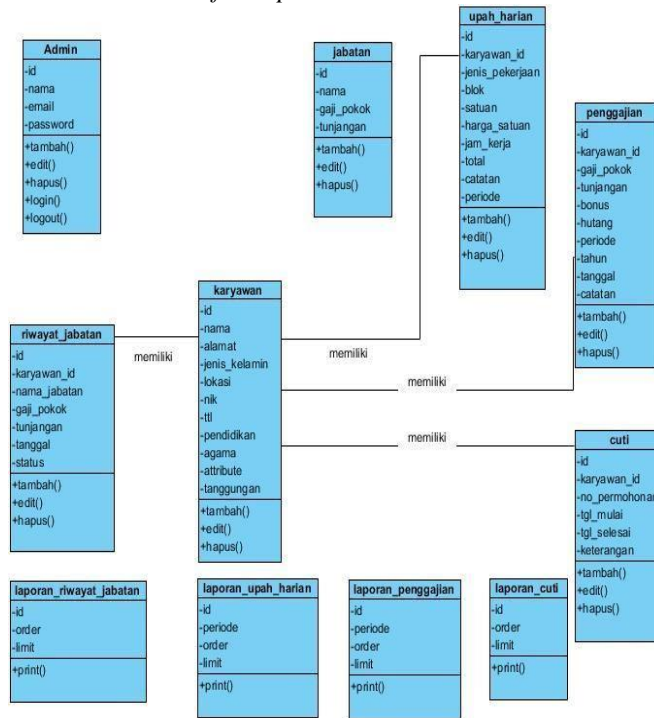 Admin
-id
-nama
-email
-password
+tambah()
+edit()
+hapus()
+login()
+logout()
jabatan
-id
-nama
-gaji_pokok
-tunjangan
+tambah()
+edit()
+hapus()
upah_harian
-id
-karyawan_id
-jenis_pekerjaan
-blok
-satuan
-harga_satuan
-jam_kerja
-total
-catatan
-periode
+tambah()
+edit()
+hapus()
penggajian
-id
-karyawan_id
-gaji_pokok
-tunjangan
-bonus
-hutang
-periode
-tahun
-tanggal
-catatan
+tambah()
+edit()
+hapus()
riwayat_jabatan
-id
-karyawan_id
-nama_jabatan
-gaji_pokok
-tunjangan
-tanggal
-status
+tambah()
+edit()
+hapus()
memiliki
karyawan
-id
-nama
-alamat
-jenis_kelamin
-lokasi
-nik
-ttl
-pendidikan
-agama
-attribute
-tanggungan
+tambah()
+edit()
+hapus()
memiliki
memiliki
memiliki
cuti
-id
-karyawan_id
-no_permohonan
-tgl_mulai
-tgl_selesai
-keterangan
+tambah()
+edit()
+hapus()
laporan_riwayat_jabatan
-id
-order
-limit
+print()
laporan_upah_harian
-id
-periode
-order
-limit
+print()
laporan_penggajian
-id
-periode
-order
-limit
+print()
laporan_cuti
-id
-order
-limit
+print()